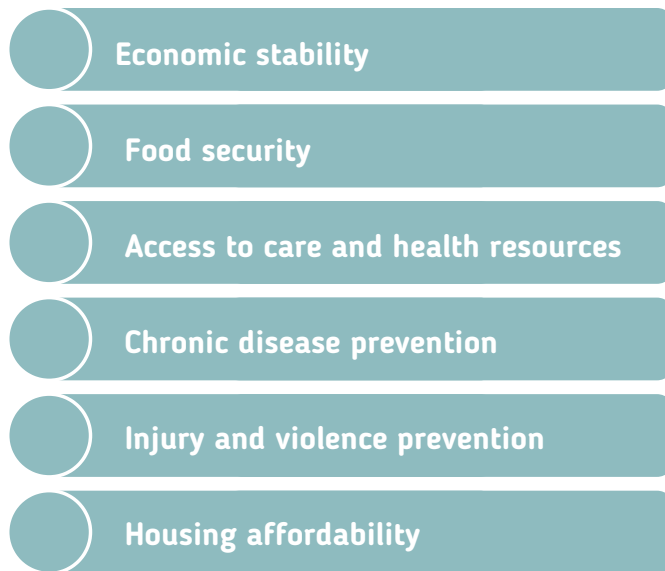 Economic stability
Food security
Access to care and health resources
Chronic disease prevention
Injury and violence prevention
Housing affordability